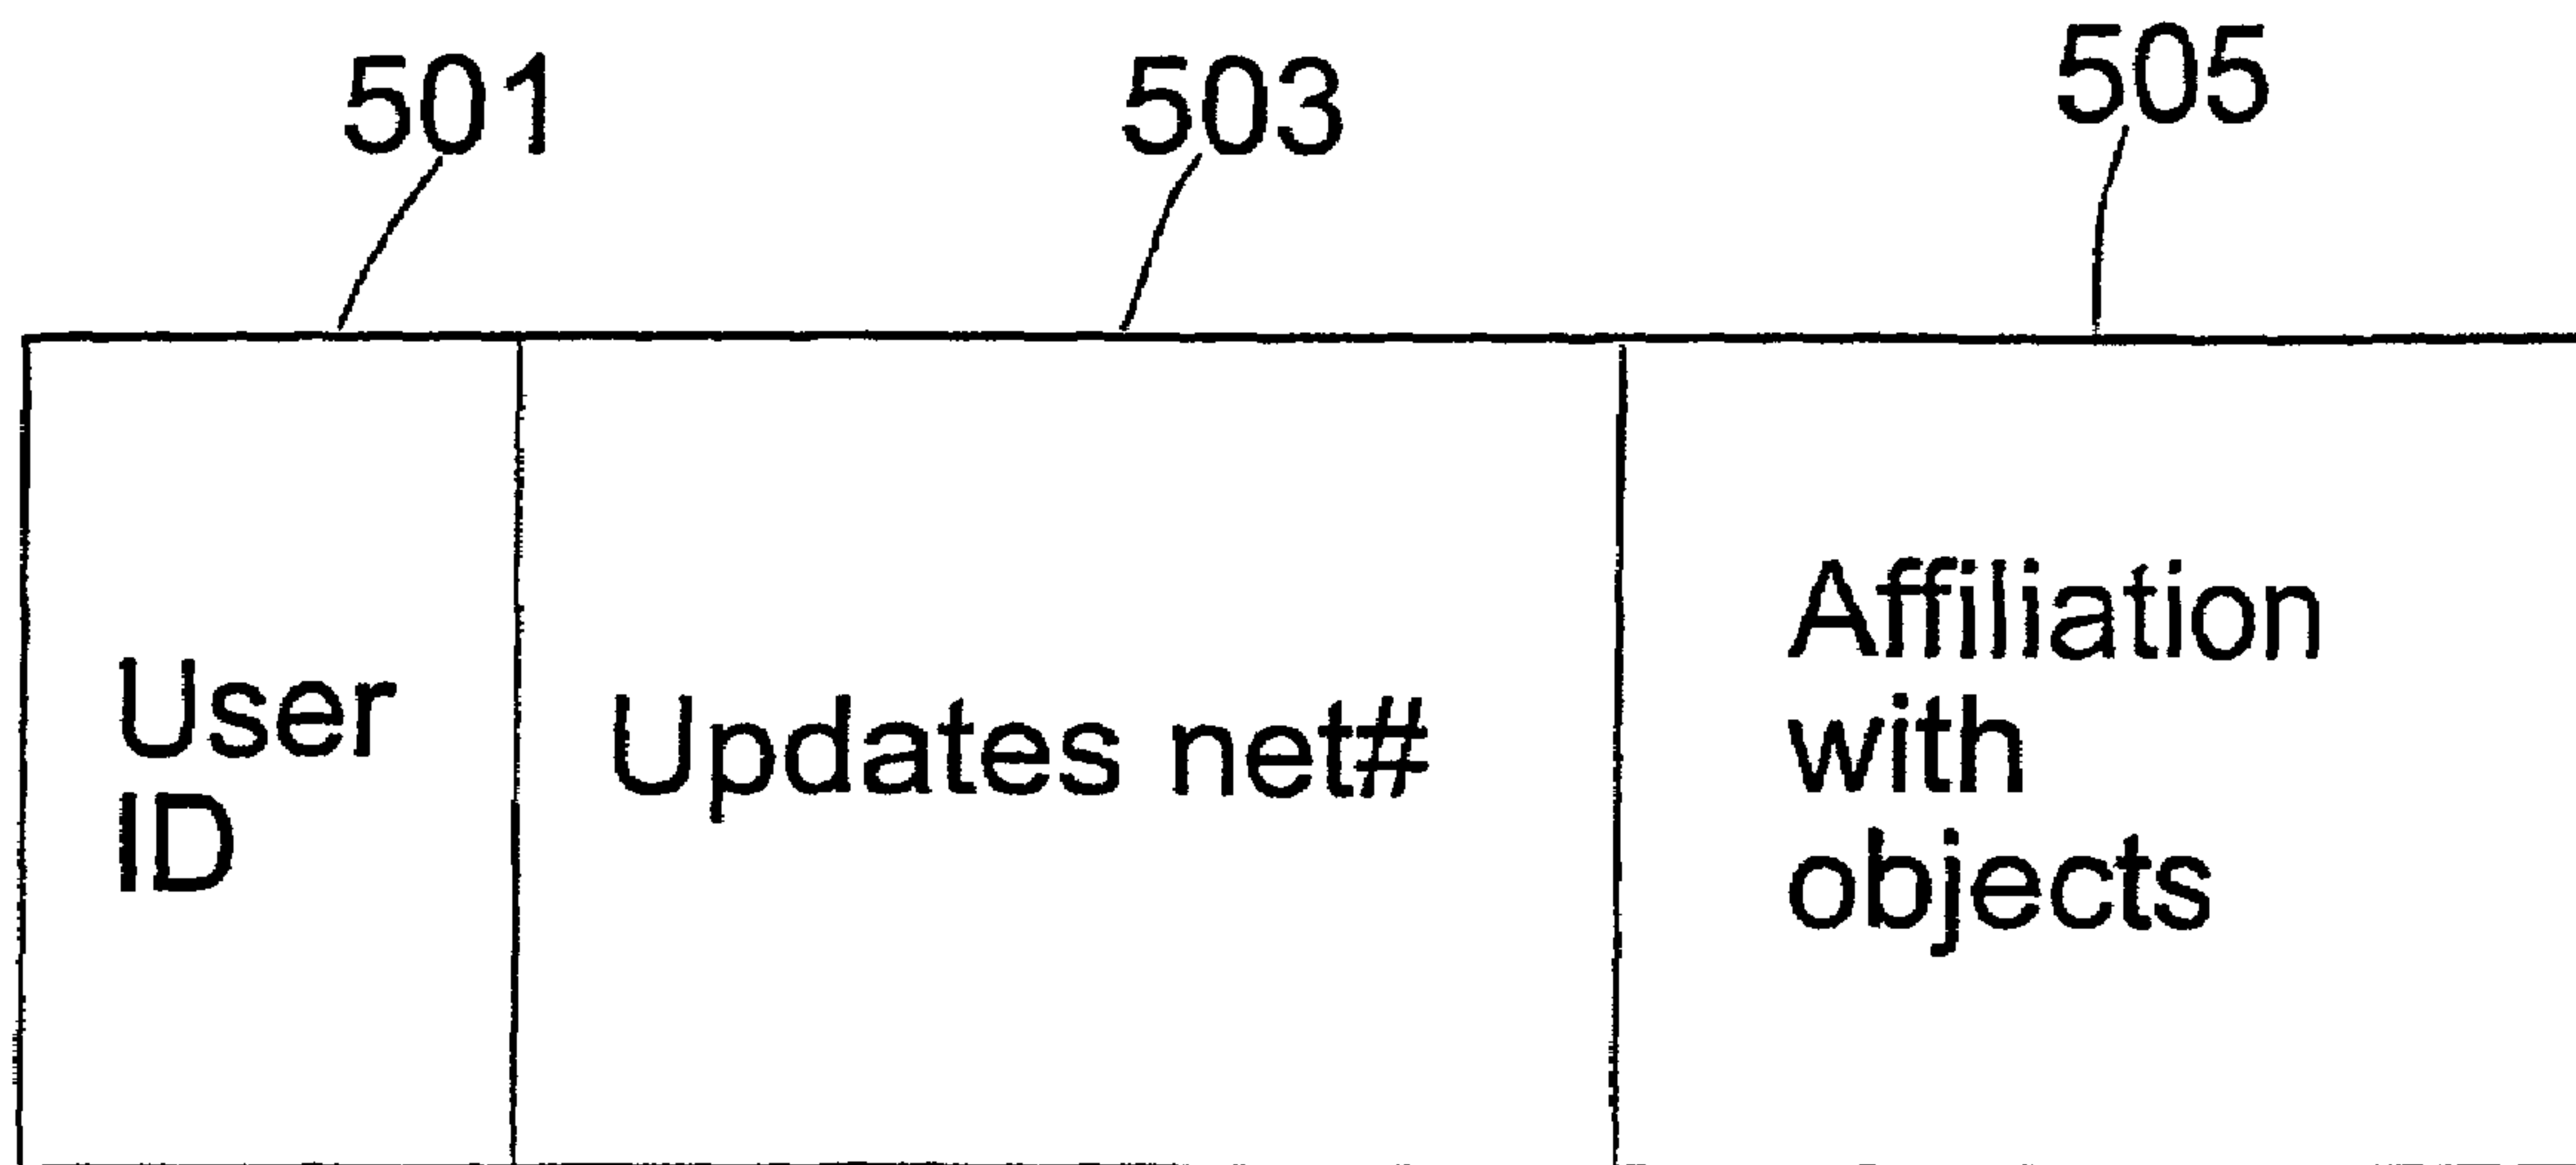 501
503
505
User
ID
Updates net#
Affiliation
with
objects